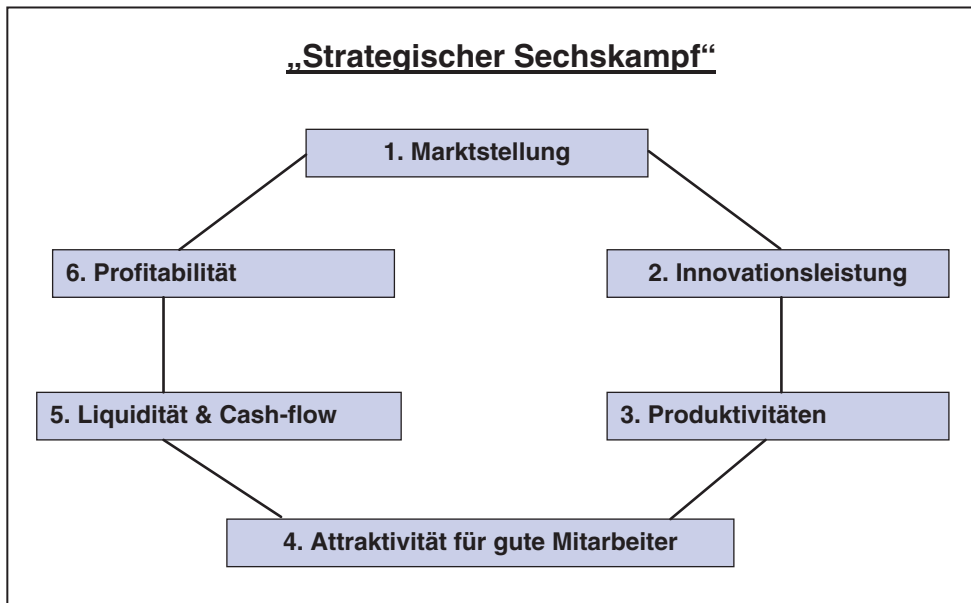 „Strategischer Sechskampf“
1. Marktstellung
6. Profitabilität
2. Innovationsleistung
5. Liquidität & Cash-flow
3. Produktivitäten
4. Attraktivität für gute Mitarbeiter